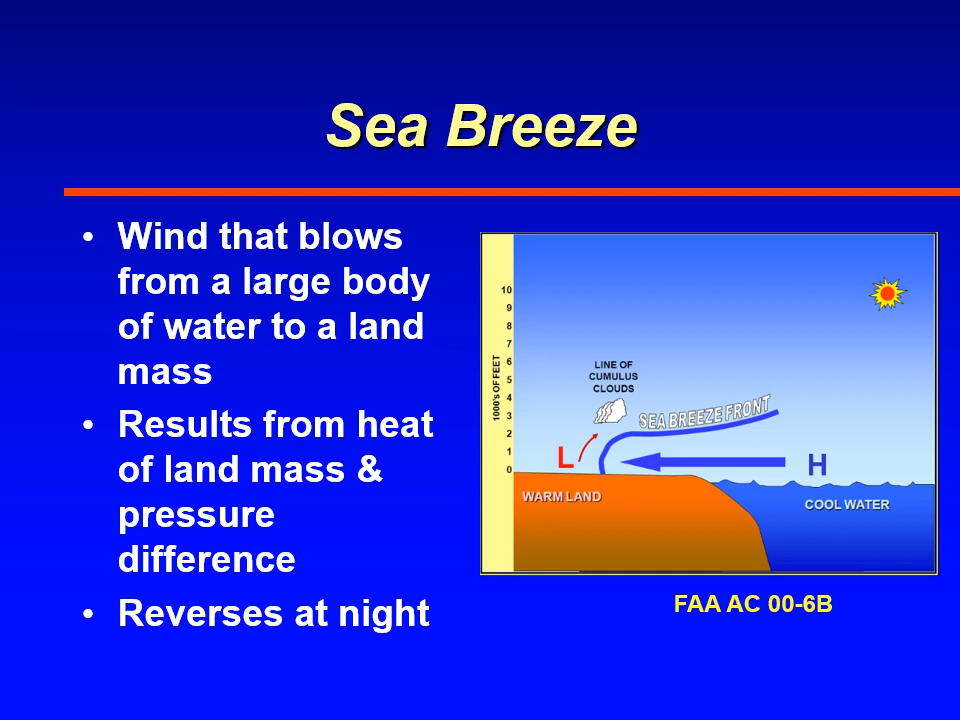 Sea Breeze
• Wind that blows
from a large body
of water to a land
mass
• Results from heat
of land mass &
pressure
difference
• Reverses at night
1000's OF FEET
10
9
8
7
6
5
4
3
2
1
0
LINE OF
CUMULUS
CLOUDS
SEA BREEZE FRONT
L
H
WARM LAND
COOL WATER
FAA AC 00-6B